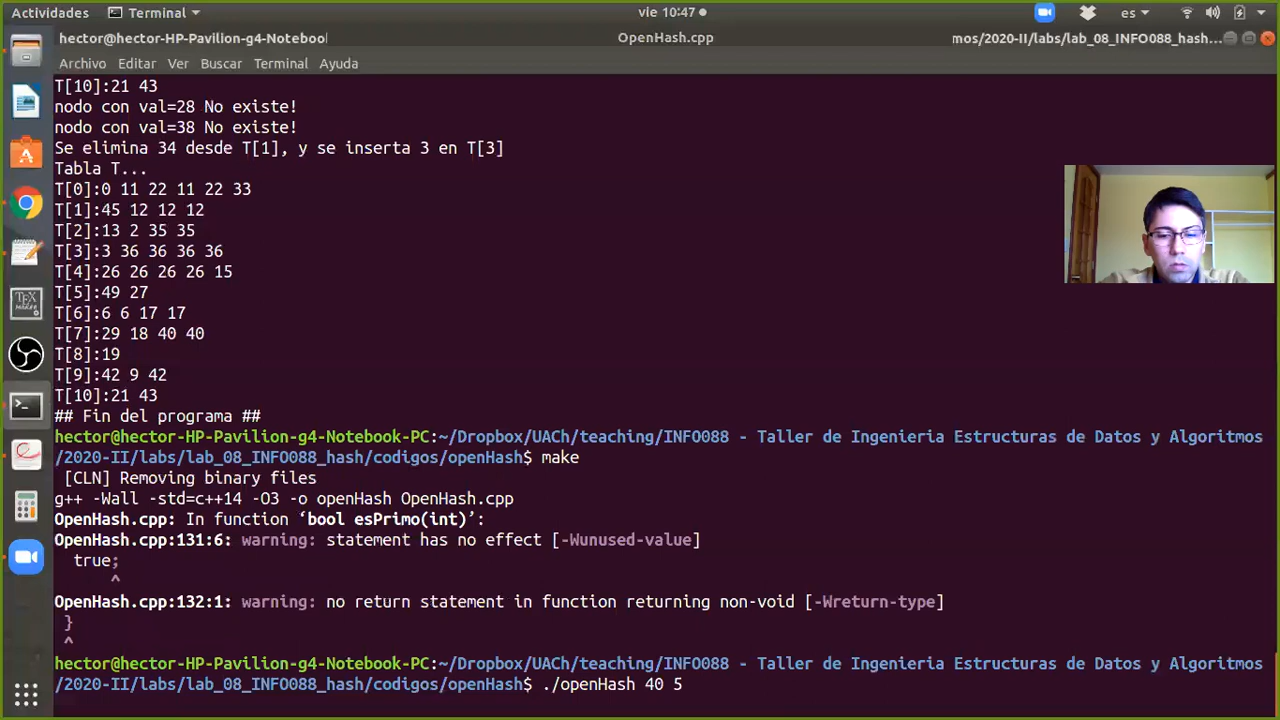 Actividades Terminal vie 10:47 es
hector@hector-HP-Pavilion-g4-Noteboo OpenHash.cpp mos/2020-II/labs/lab_08_INFO088_hash...
Archivo Editar Ver Buscar Terminal Ayuda
T[10]:21 43
nodo con val=28 No existe!
nodo con val=38 No existe!
Se elimina 34 desde T[1], y se inserta 3 en T[3]
Tabla T...
T[0]:0 11 22 11 22 33
T[1]:45 12 12 12
T[2]:13 2 35 35
T[3]:3 36 36 36 36
T[4]:26 26 26 26 15
T[5]:49 27
T[6]:6 6 17 17
T[7]:29 18 40 40
T[8]:19
T[9]:42 9 42
T[10]:21 43
## Fin del programa ##
hector@hector-HP-Pavilion-g4-Notebook-PC:~/Dropbox/UACh/teaching/INFO088 - Taller de Ingenieria Estructuras de Datos y Algoritmos
/2020-II/labs/lab_08_INFO088_hash/codigos/openHash$ make
[CLN] Removing binary files
g++ -Wall -std=c++14 -O3 -o openHash OpenHash.cpp
OpenHash.cpp: In function ‘bool esPrimo(int)’:
OpenHash.cpp:131:6: warning: statement has no effect [-Wunused-value]
true;
^
OpenHash.cpp:132:1: warning: no return statement in function returning non-void [-Wreturn-type]
}
^
hector@hector-HP-Pavilion-g4-Notebook-PC:~/Dropbox/UACh/teaching/INFO088 - Taller de Ingenieria Estructuras de Datos y Algoritmos
/2020-II/labs/lab_08_INFO088_hash/codigos/openHash$ ./openHash 40 5